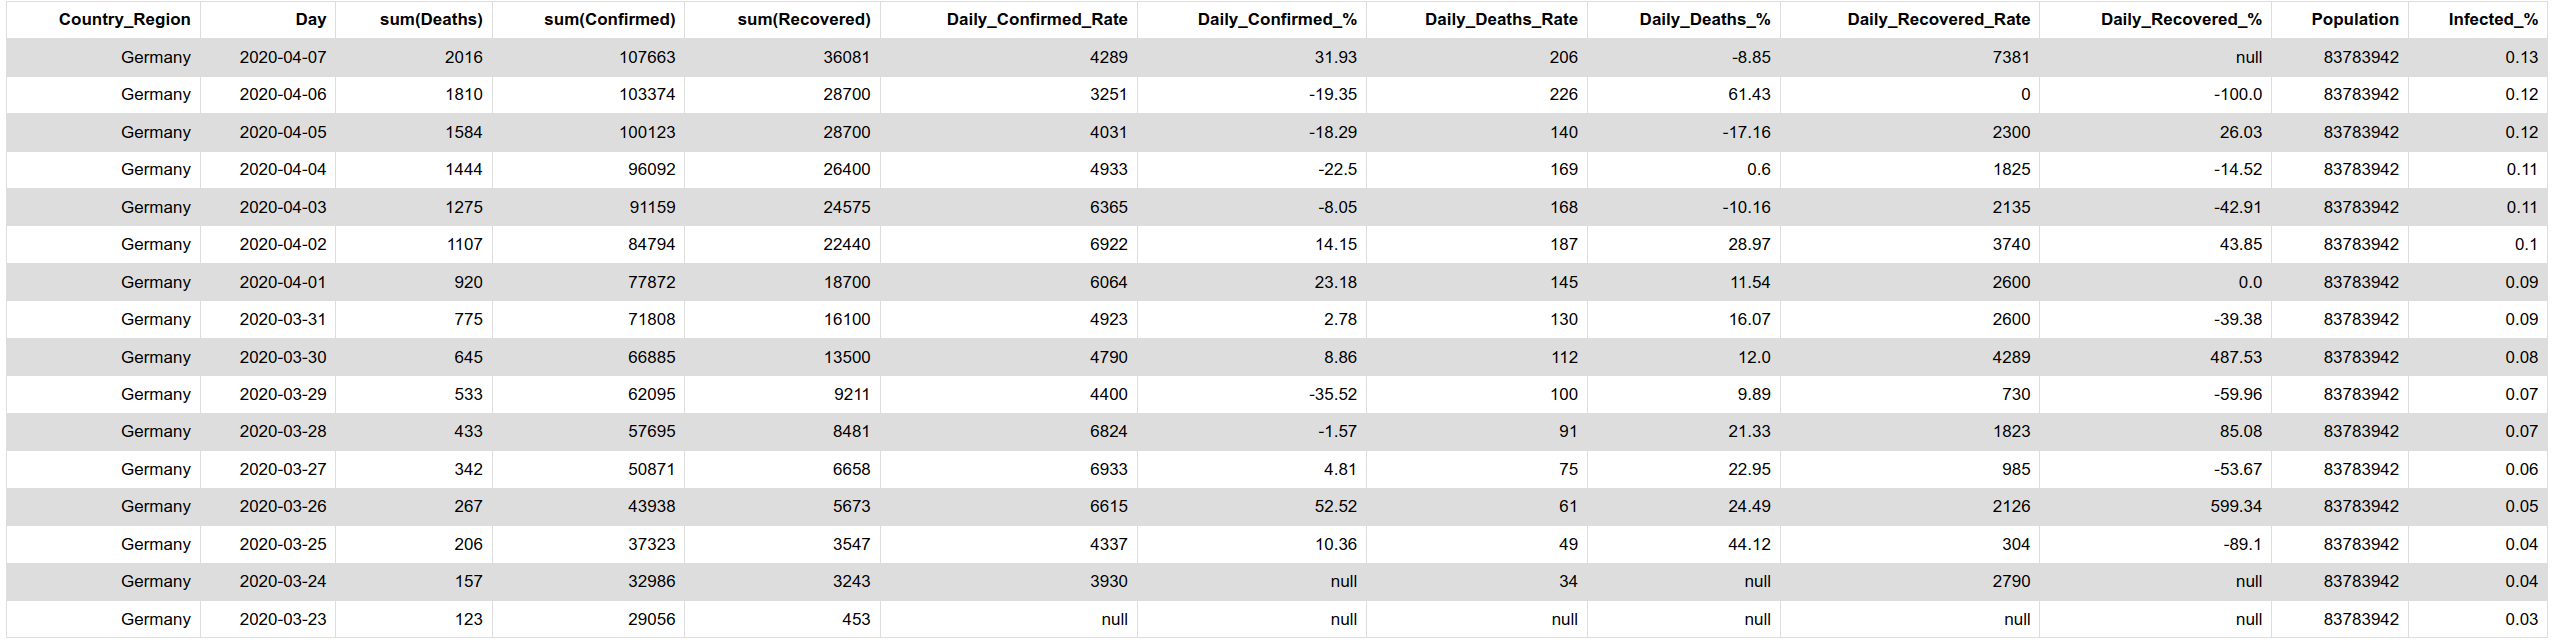 Country_Region Day sum(Deaths) sum(Confirmed) sum(Recovered) Daily_Confirmed_Rate Daily_Confirmed_% Daily_Deaths_Rate Daily_Deaths_% Daily_Recovered_Rate Daily_Recovered_% Population Infected_%
Germany 2020-04-07 2016 107663 36081 4289 31.93 206 -8.85 7381 null 83783942 0.13
Germany 2020-04-06 1810 103374 28700 3251 -19.35 226 61.43 0 -100.0 83783942 0.12
Germany 2020-04-05 1584 100123 28700 4031 -18.29 140 -17.16 2300 26.03 83783942 0.12
Germany 2020-04-04 1444 96092 26400 4933 -22.5 169 0.6 1825 -14.52 83783942 0.11
Germany 2020-04-03 1275 91159 24575 6365 -8.05 168 -10.16 2135 -42.91 83783942 0.11
Germany 2020-04-02 1107 84794 22440 6922 14.15 187 28.97 3740 43.85 83783942 0.1
Germany 2020-04-01 920 77872 18700 6064 23.18 145 11.54 2600 0.0 83783942 0.09
Germany 2020-03-31 775 71808 16100 4923 2.78 130 16.07 2600 -39.38 83783942 0.09
Germany 2020-03-30 645 66885 13500 4790 8.86 112 12.0 4289 487.53 83783942 0.08
Germany 2020-03-29 533 62095 9211 4400 -35.52 100 9.89 730 -59.96 83783942 0.07
Germany 2020-03-28 433 57695 8481 6824 -1.57 91 21.33 1823 85.08 83783942 0.07
Germany 2020-03-27 342 50871 6658 6933 4.81 75 22.95 985 -53.67 83783942 0.06
Germany 2020-03-26 267 43938 5673 6615 52.52 61 24.49 2126 599.34 83783942 0.05
Germany 2020-03-25 206 37323 3547 4337 10.36 49 44.12 304 -89.1 83783942 0.04
Germany 2020-03-24 157 32986 3243 3930 null 34 null 2790 null 83783942 0.04
Germany 2020-03-23 123 29056 453 null null null null null null 83783942 0.03